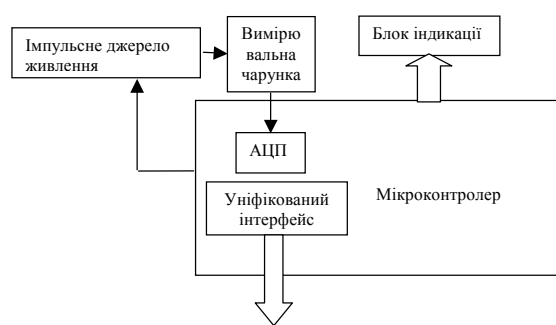 Імпульсне джерело
живлення
Вимірю
вальна
чарунка
Блок індикації
АЦП
Уніфікований
інтерфейс
Мікроконтролер